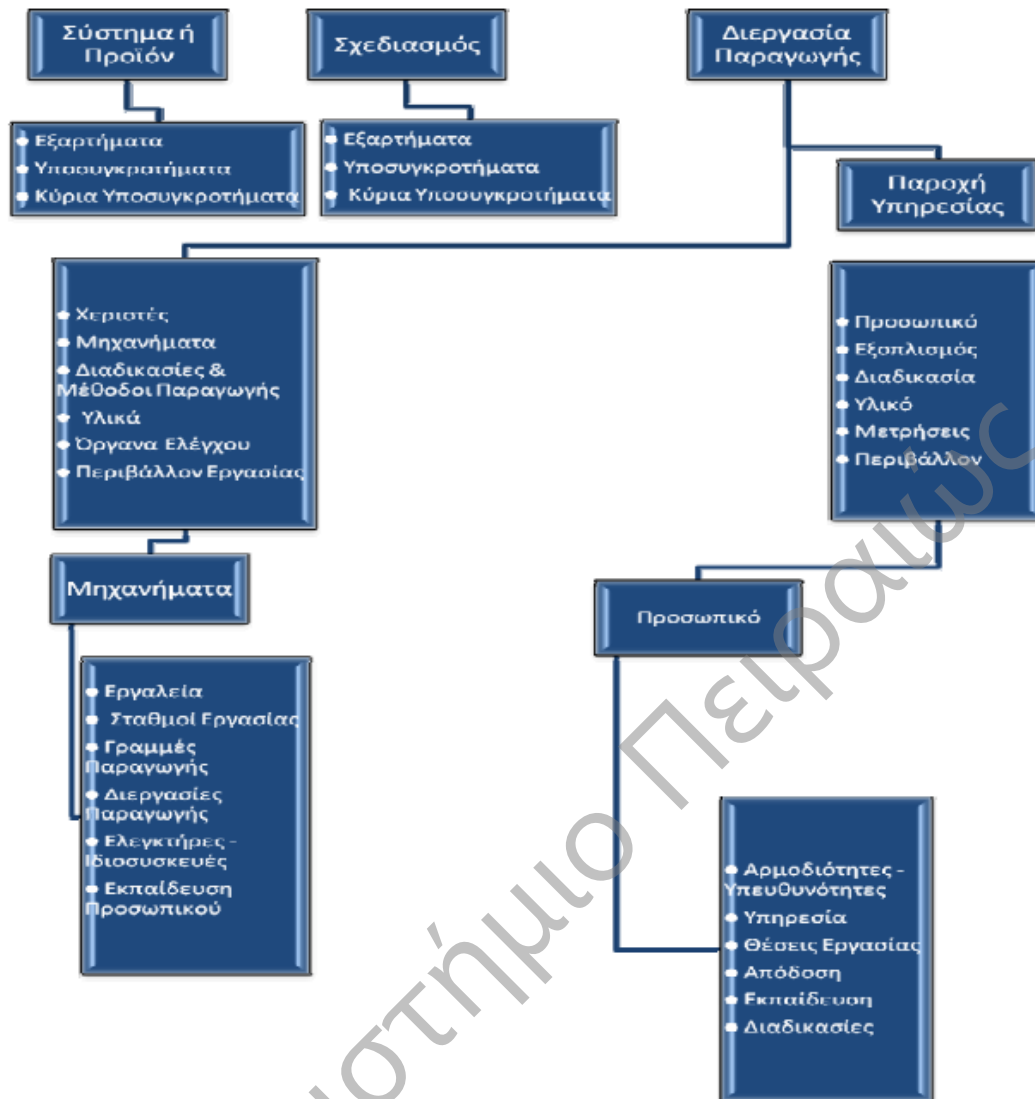 Σύστημα ή
Προϊόν
Σχεδιασμός
Διεργασία
Παραγωγής
• Εξαρτήματα
• Υποσυγκροτήματα
• Κύρια Υποσυγκροτήματα
• Εξαρτήματα
• Υποσυγκροτήματα
• Κύρια Υποσυγκροτήματα
Παροχή
Υπηρεσίας
• Χεριστές
• Μηχανήματα
• Διαδικασίες &
Μέθοδοι Παραγωγής
• Υλικά
• Όργανα Ελέγχου
• Περιβάλλον Εργασίας
• Προσωπικό
• Εξοπλισμός
• Διαδικασία
• Υλικό
• Μετρήσεις
• Περιβάλλον
Μηχανήματα
Προσωπικό
• Εργαλεία
• Σταθμοί Εργασίας
• Γραμμές
Παραγωγής
• Διεργασίες
Παραγωγής
• Ελεγκτήρες -
Ιδιοσυσκευές
• Εκπαίδευση
Προσωπικού
• Αρμοδιότητες -
Υπευθυνότητες
• Υπηρεσία
• Θέσεις Εργασίας
• Απόδοση
• Εκπαίδευση
• Διαδικασίες
Πειραιώς